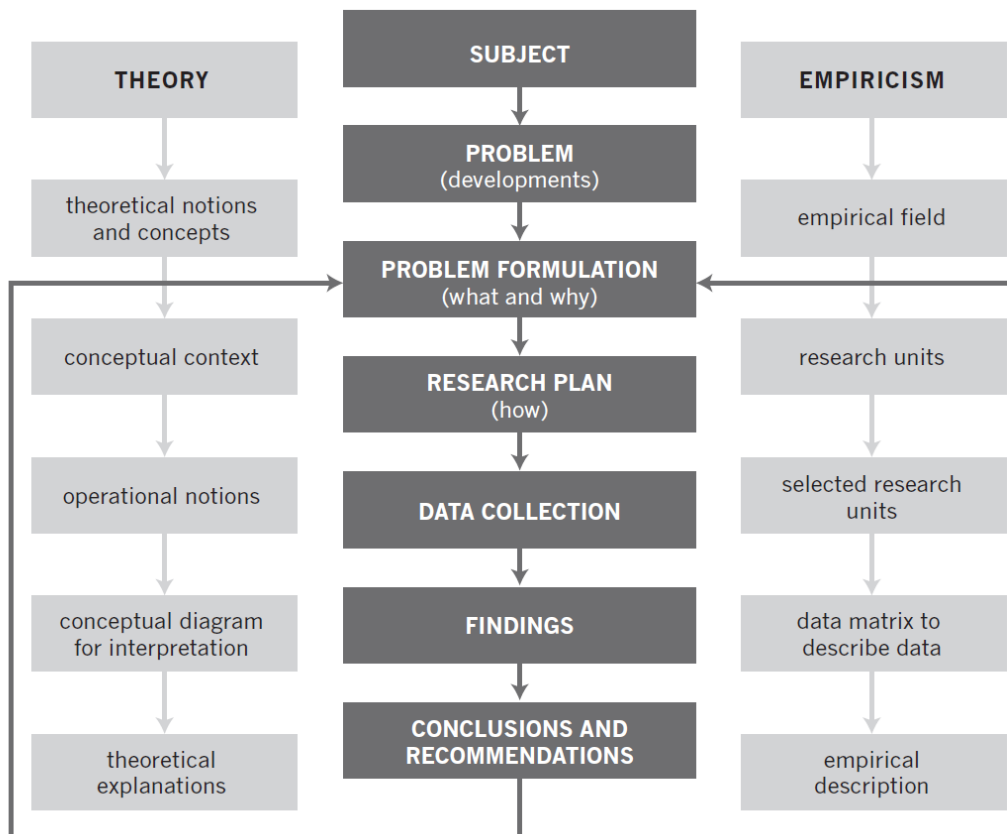 THEORY
theoretical notions
and concepts
conceptual context
operational notions
conceptual diagram
for interpretation
theoretical
explanations
SUBJECT
PROBLEM
(developments)
PROBLEM FORMULATION
(what and why)
RESEARCH PLAN
(how)
DATA COLLECTION
FINDINGS
CONCLUSIONS AND
RECOMMENDATIONS
EMPIRICISM
empirical field
research units
selected research
units
data matrix to
describe data
empirical
description